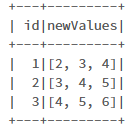 +---+---------+
| id|newValues|
+---+---------+
|  1|[2, 3, 4]|
|  2|[3, 4, 5]|
|  3|[4, 5, 6]|
+---+---------+